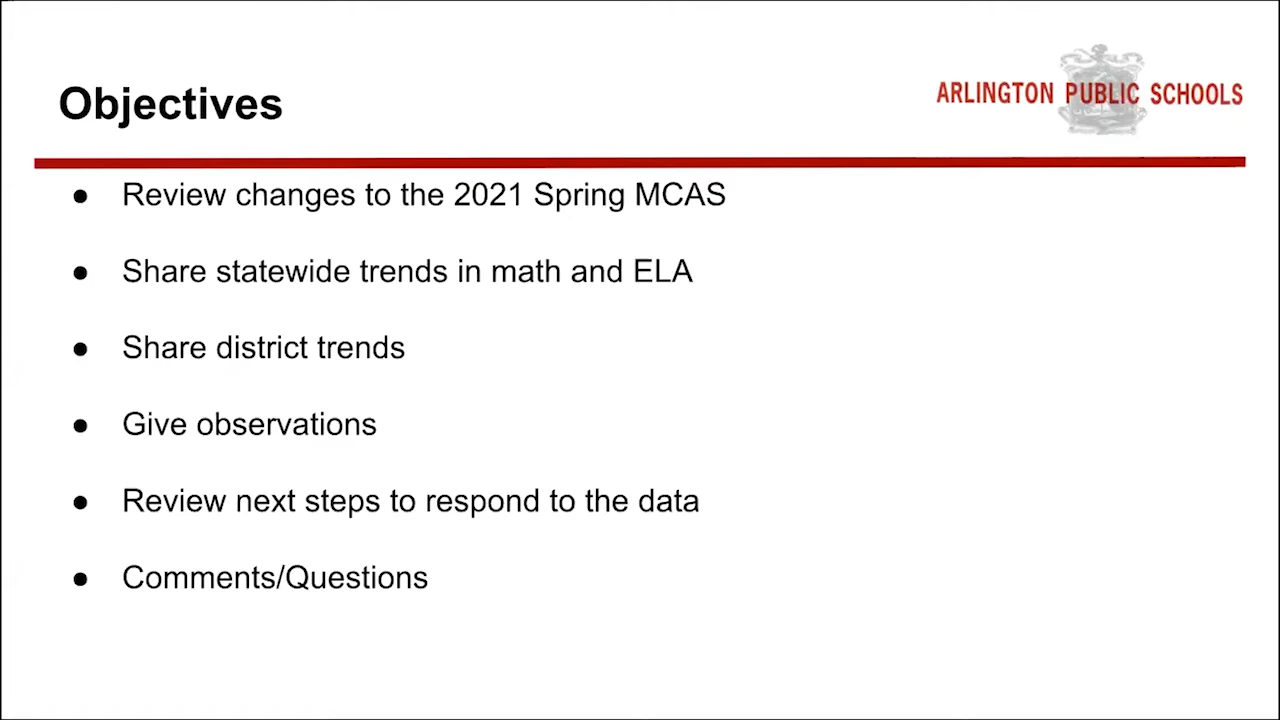 Objectives
ARLINGTON PUBLIC SCHOOLS
● Review changes to the 2021 Spring MCAS
● Share statewide trends in math and ELA
● Share district trends
● Give observations
● Review next steps to respond to the data
● Comments/Questions